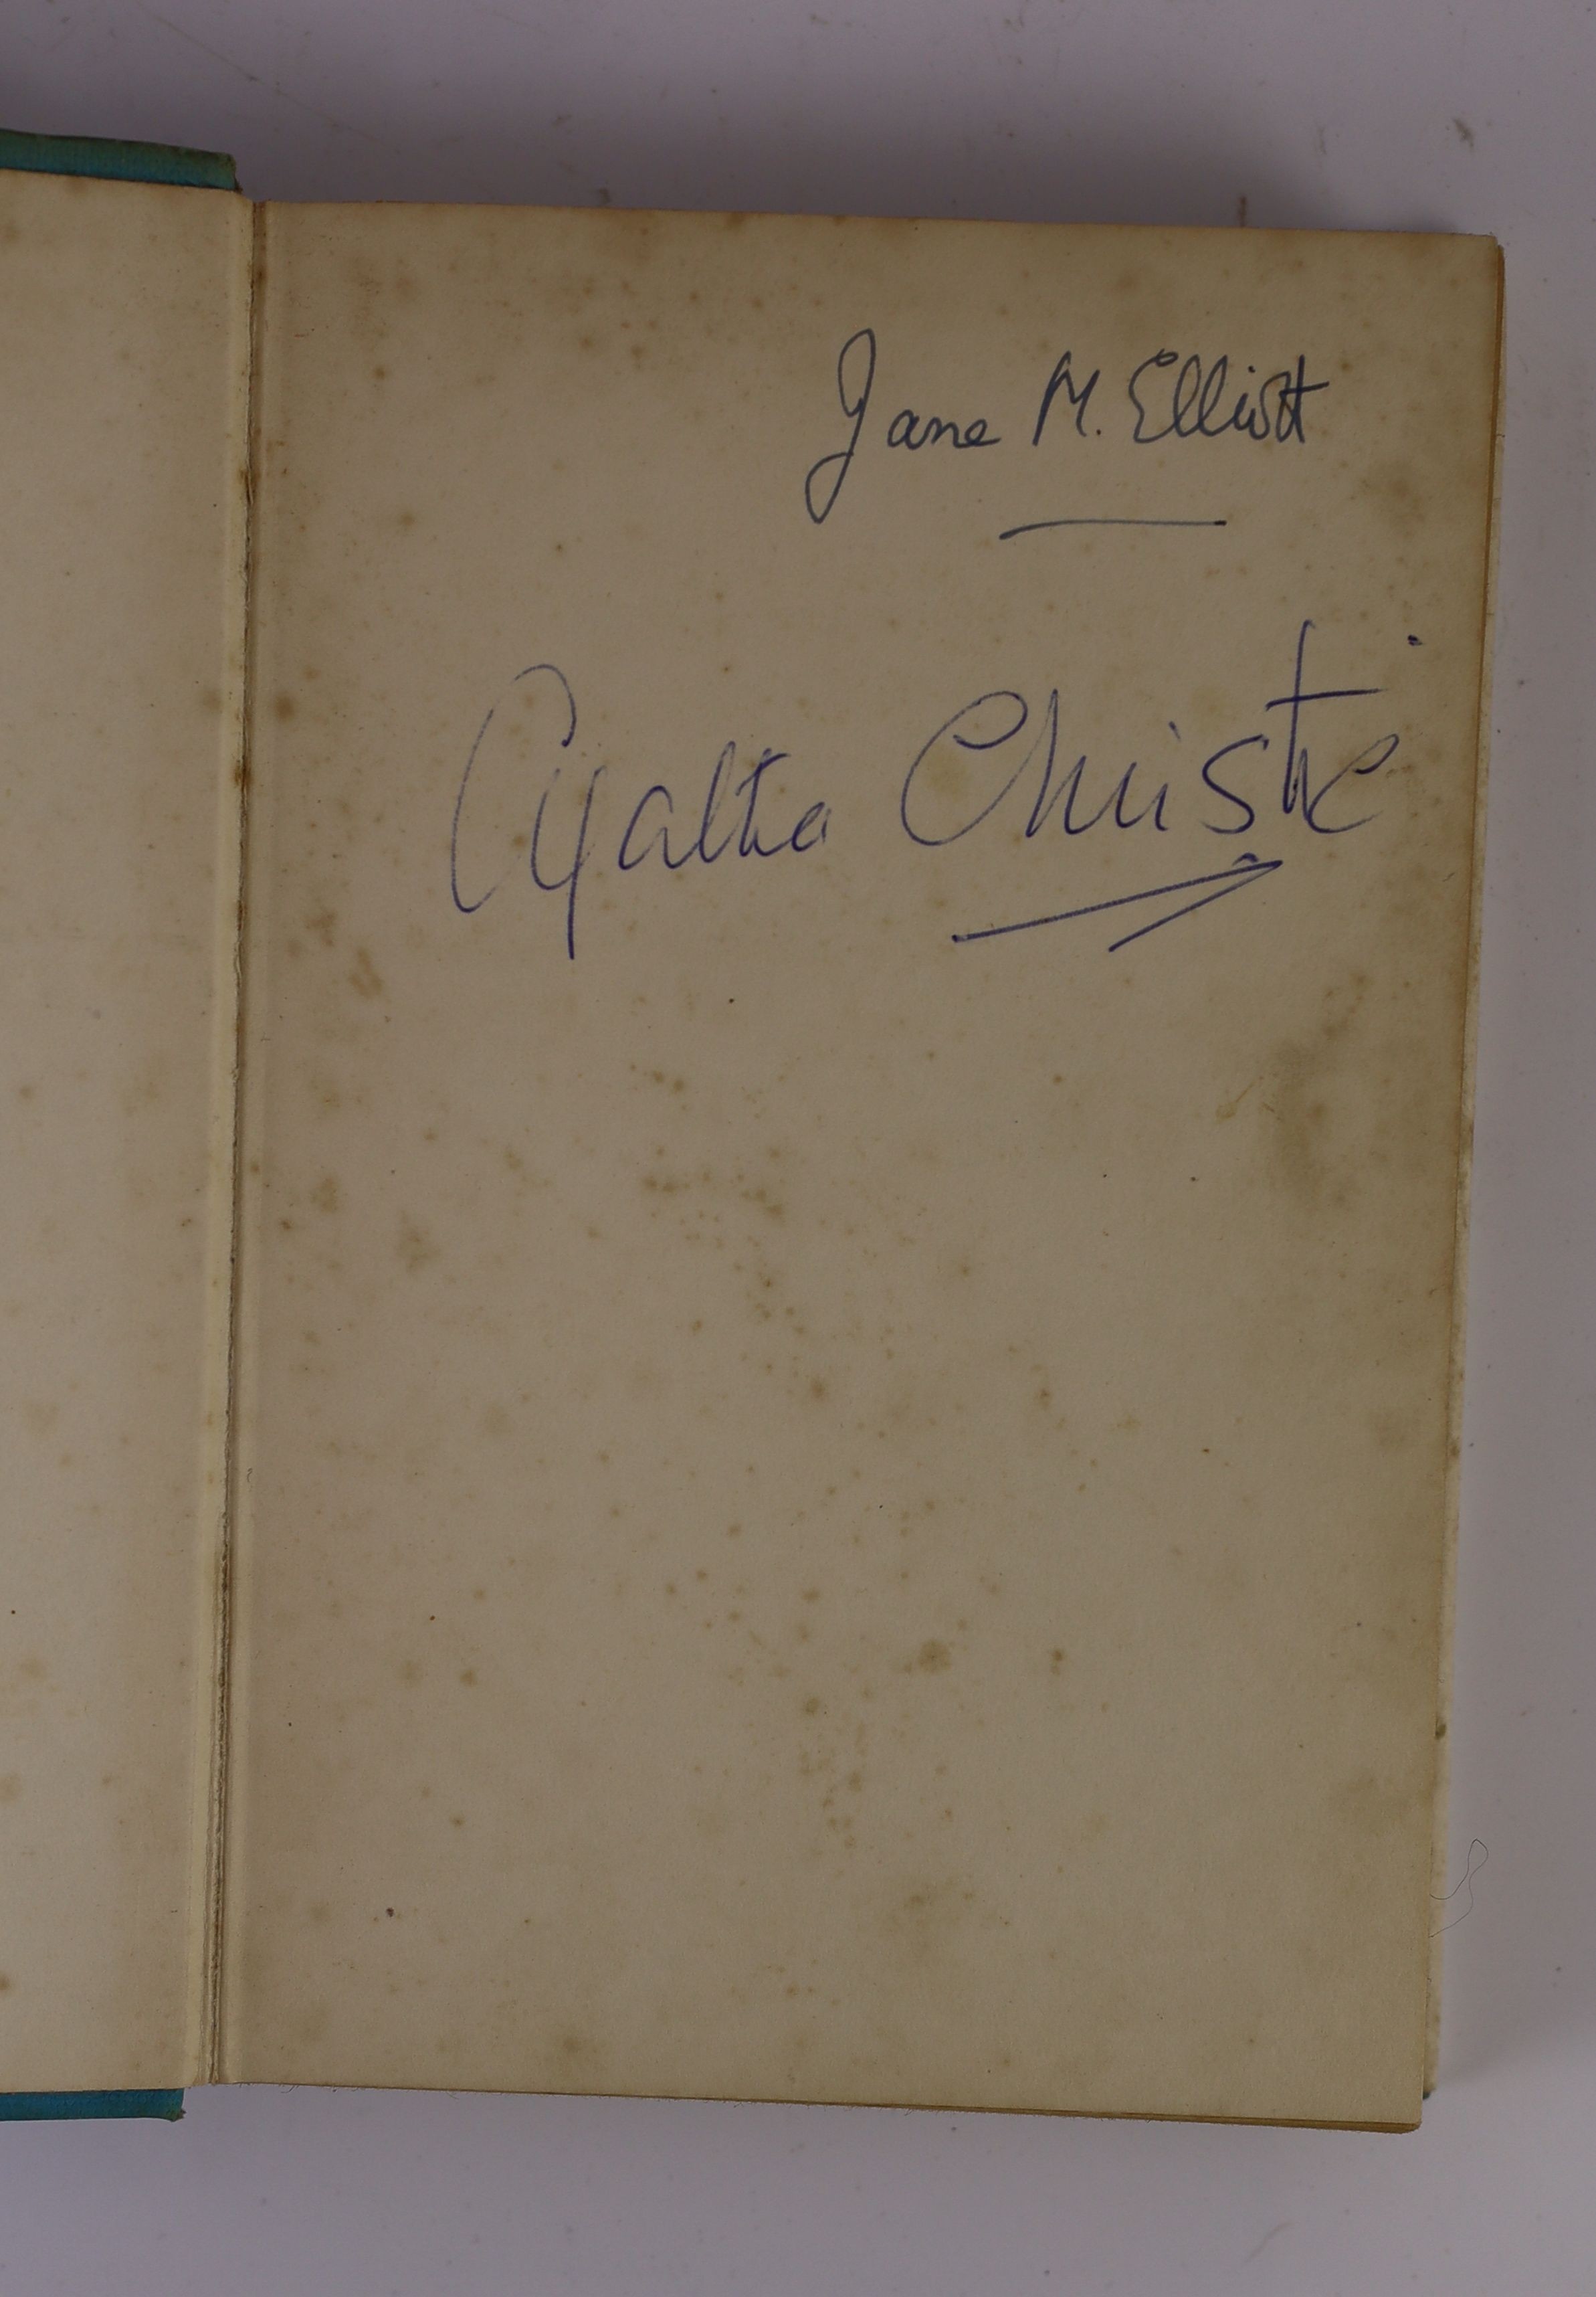 Jane M. Elliott
Agatha Christie